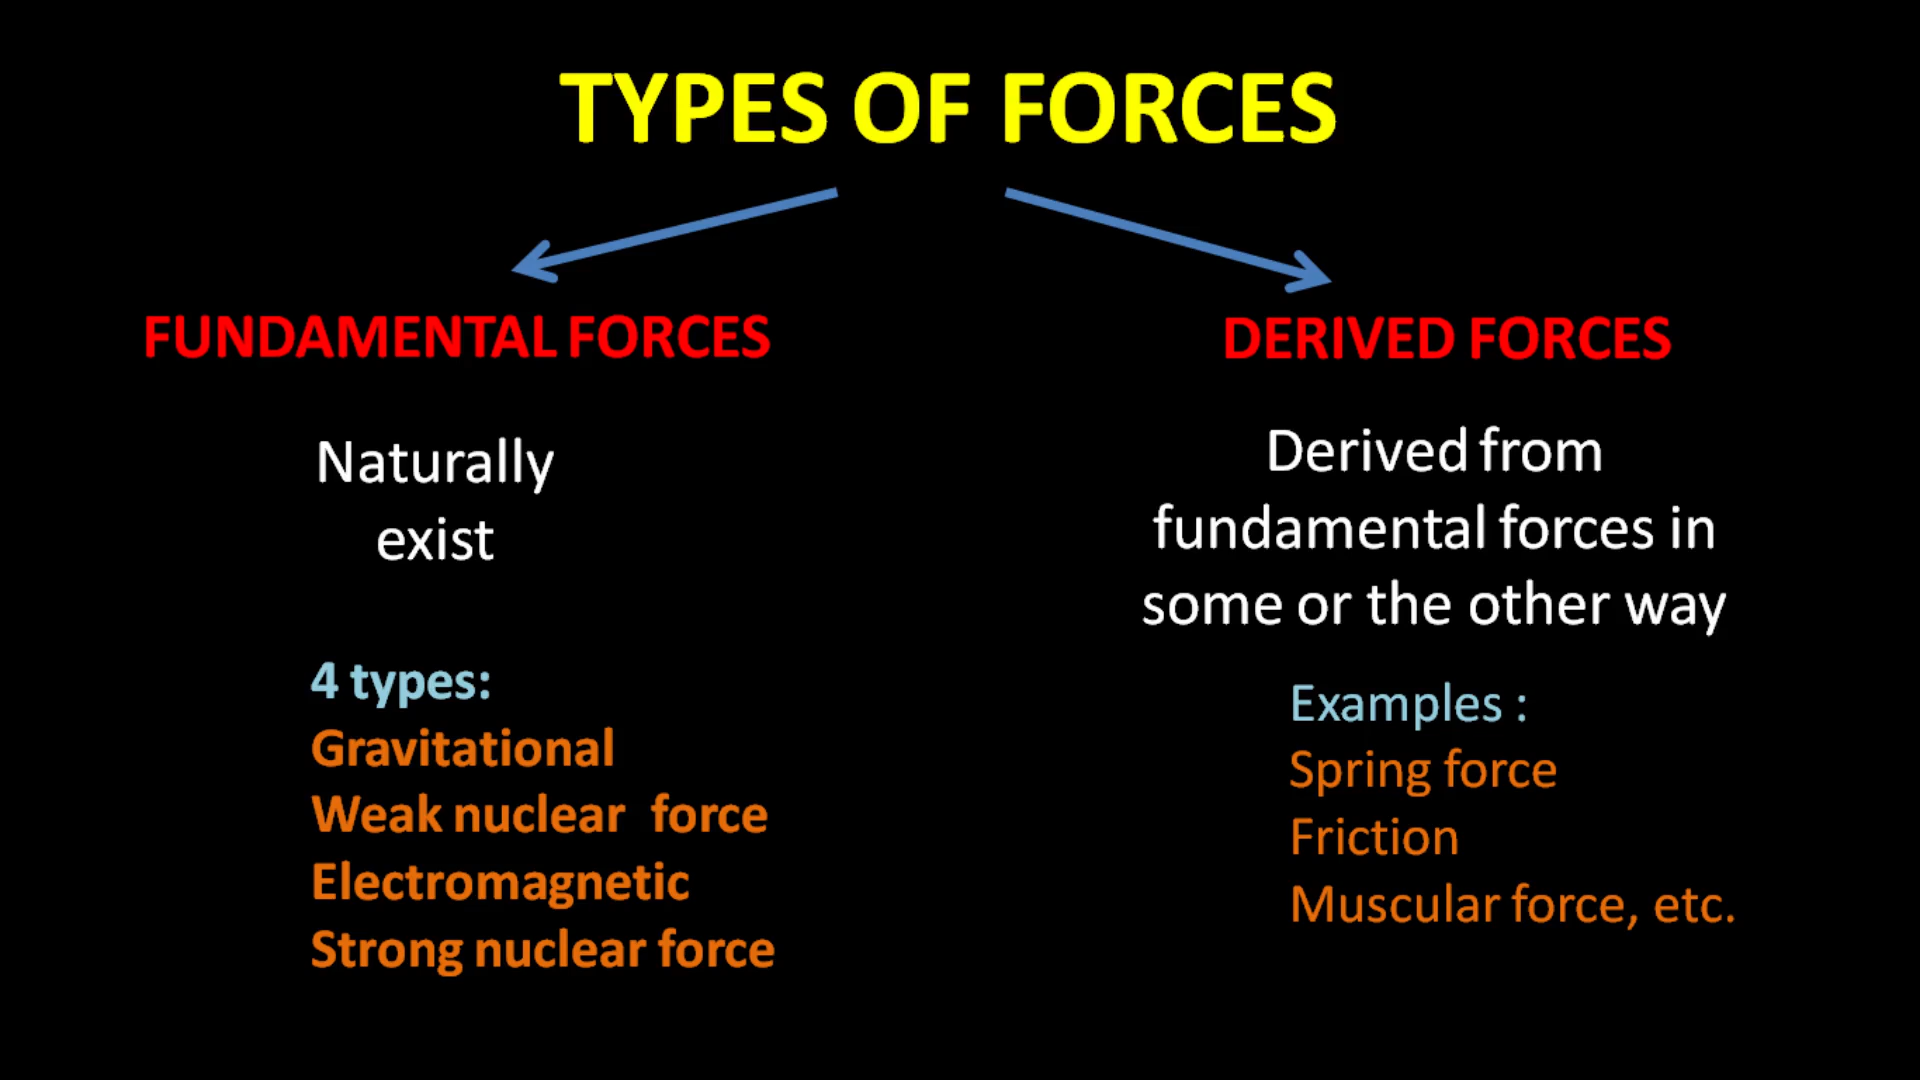 TYPES OF FORCES
FUNDAMENTAL FORCES
Naturally
exist
4 types:
Gravitational
Weak nuclear force
Electromagnetic
Strong nuclear force
DERIVED FORCES
Derived from
fundamental forces in
some or the other way
Examples :
Spring force
Friction
Muscular force, etc.